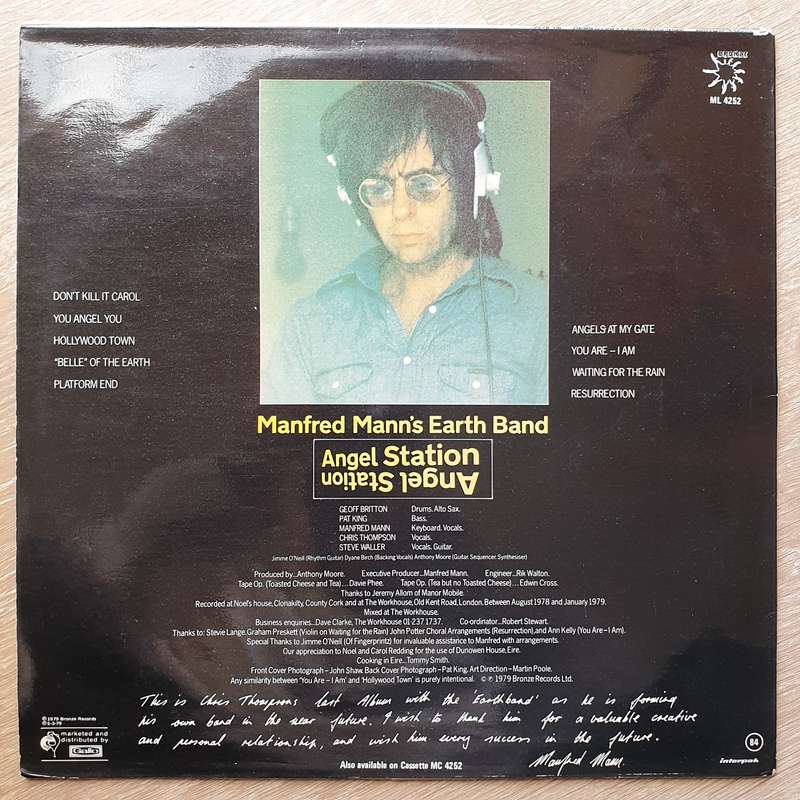 BRONZE
ML 4252
DON'T KILL IT CAROL
YOU ANGEL YOU
HOLLYWOOD TOWN
"BELLE" OF THE EARTH
PLATFORM END
ANGELS AT MY GATE
YOU ARE – I AM
WAITING FOR THE RAIN
RESURRECTION
Manfred Mann's Earth Band
Angel Station
Angel Station
GEOFF BRITTON Drums. Alto Sax.
PAT KING Bass.
MANFRED MANN Keyboard. Vocals.
CHRIS THOMPSON Vocals.
STEVE WALLER Vocals. Guitar.
Jimme O'Neill (Rhythm Guitar) Dyane Birch (Backing Vocals) Anthony Moore (Guitar, Sequencer, Synthesiser)
Produced by...Anthony Moore. Executive Producer...Manfred Mann. Engineer...Rik Walton.
Tape Op. (Toasted Cheese and Tea)...Davie Phee. Tape Op. (Tea but no Toasted Cheese)...Edwin Cross.
Thanks to Jeremy Allom of Manor Mobile.
Recorded at Noel's house, Clonakilty, County Cork and at The Workhouse, Old Kent Road, London. Between August 1978 and January 1979.
Mixed at The Workhouse.
Business enquiries...Dave Clarke, The Workhouse 01-237 1737. Co-ordinator...Robert Stewart.
Thanks to: Stevie Lange, Graham Preskett (Violin on Waiting for the Rain) John Potter Choral Arrangements (Resurrection), and Ann Kelly (You Are – I Am).
Special Thanks to Jimme O'Neill (Of Fingerprintz) for invaluable assistance to Manfred with arrangements.
Our appreciation to Noel and Carol Redding for the use of Dunowen House, Eire.
Cooking in Eire...Tommy Smith.
Front Cover Photograph – John Shaw. Back Cover Photograph – Pat King. Art Direction – Martin Poole.
Any similarity between 'You Are – I Am' and 'Hollywood Town' is purely intentional. © ℗ 1979 Bronze Records Ltd.
This is Chris Thompsons last Album with the 'Earthband' as he is forming
his own band in the near future. I wish to thank him for a valuable creative
and personal relationship, and wish him every success in the future.
Manfred Mann.
℗ 1979 Bronze Records
© 5-3-79
marketed and
distributed by Gallo
Also available on Cassette MC 4252
84
interpak